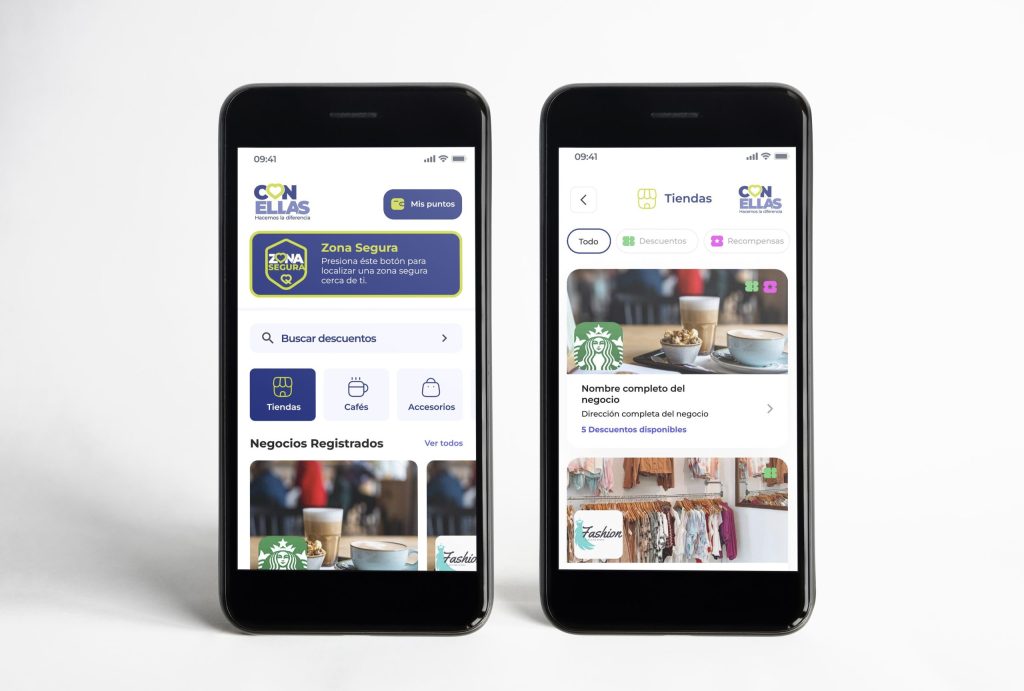 09:41
CON
ELLAS
Hacemos la diferencia
Mis puntos
ZONA
SEGURA
Zona Segura
Presiona éste botón para
localizar una zona segura
cerca de ti.
Buscar descuentos
Tiendas
Cafés
Accesorios
Negocios Registrados
Ver todos
Fashio
09:41
Tiendas
CON
ELLAS
Hacemos la diferencia
Todo
Descuentos
Recompensas
Nombre completo del
negocio
Dirección completa del negocio
5 Descuentos disponibles
Fashion